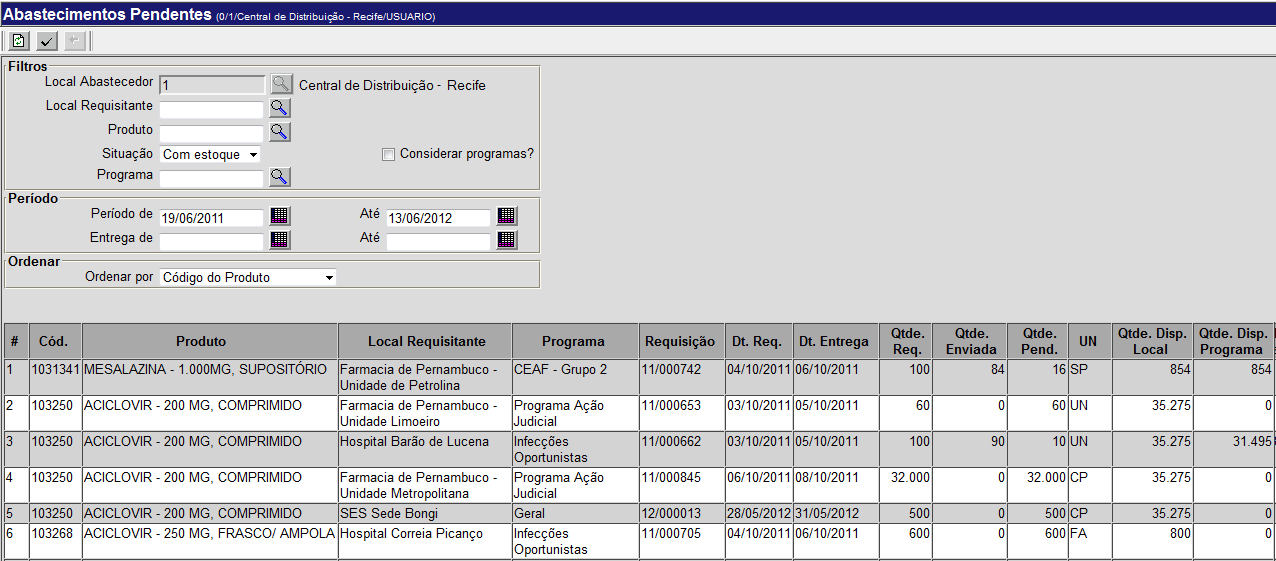 Abastecimentos Pendentes (0/1/Central de Distribuição - Recife/USUARIO)
Filtros
Local Abastecedor 1 Central de Distribuição - Recife
Local Requisitante
Produto
Situação Com estoque Considerar programas?
Programa
Período
Período de 19/06/2011 Até 13/06/2012
Entrega de Até
Ordenar
Ordenar por Código do Produto
# Cód. Produto Local Requisitante Programa Requisição Dt. Req. Dt. Entrega Qtde. Req. Qtde. Enviada Qtde. Pend. UN Qtde. Disp. Local Qtde. Disp. Programa
1 1031341 MESALAZINA - 1.000MG, SUPOSITÓRIO Farmacia de Pernambuco - Unidade de Petrolina CEAF - Grupo 2 11/000742 04/10/2011 06/10/2011 100 84 16 SP 854 854
2 103250 ACICLOVIR - 200 MG, COMPRIMIDO Farmacia de Pernambuco - Unidade Limoeiro Programa Ação Judicial 11/000653 03/10/2011 05/10/2011 60 0 60 UN 35.275 0
3 103250 ACICLOVIR - 200 MG, COMPRIMIDO Hospital Barão de Lucena Infecções Oportunistas 11/000662 03/10/2011 05/10/2011 100 90 10 UN 35.275 31.495
4 103250 ACICLOVIR - 200 MG, COMPRIMIDO Farmacia de Pernambuco - Unidade Metropolitana Programa Ação Judicial 11/000845 06/10/2011 08/10/2011 32.000 0 32.000 CP 35.275 0
5 103250 ACICLOVIR - 200 MG, COMPRIMIDO SES Sede Bongi Geral 12/000013 28/05/2012 31/05/2012 500 0 500 CP 35.275 0
6 103268 ACICLOVIR - 250 MG, FRASCO/ AMPOLA Hospital Correia Picanço Infecções Oportunistas 11/000705 04/10/2011 06/10/2011 600 0 600 FA 800 0